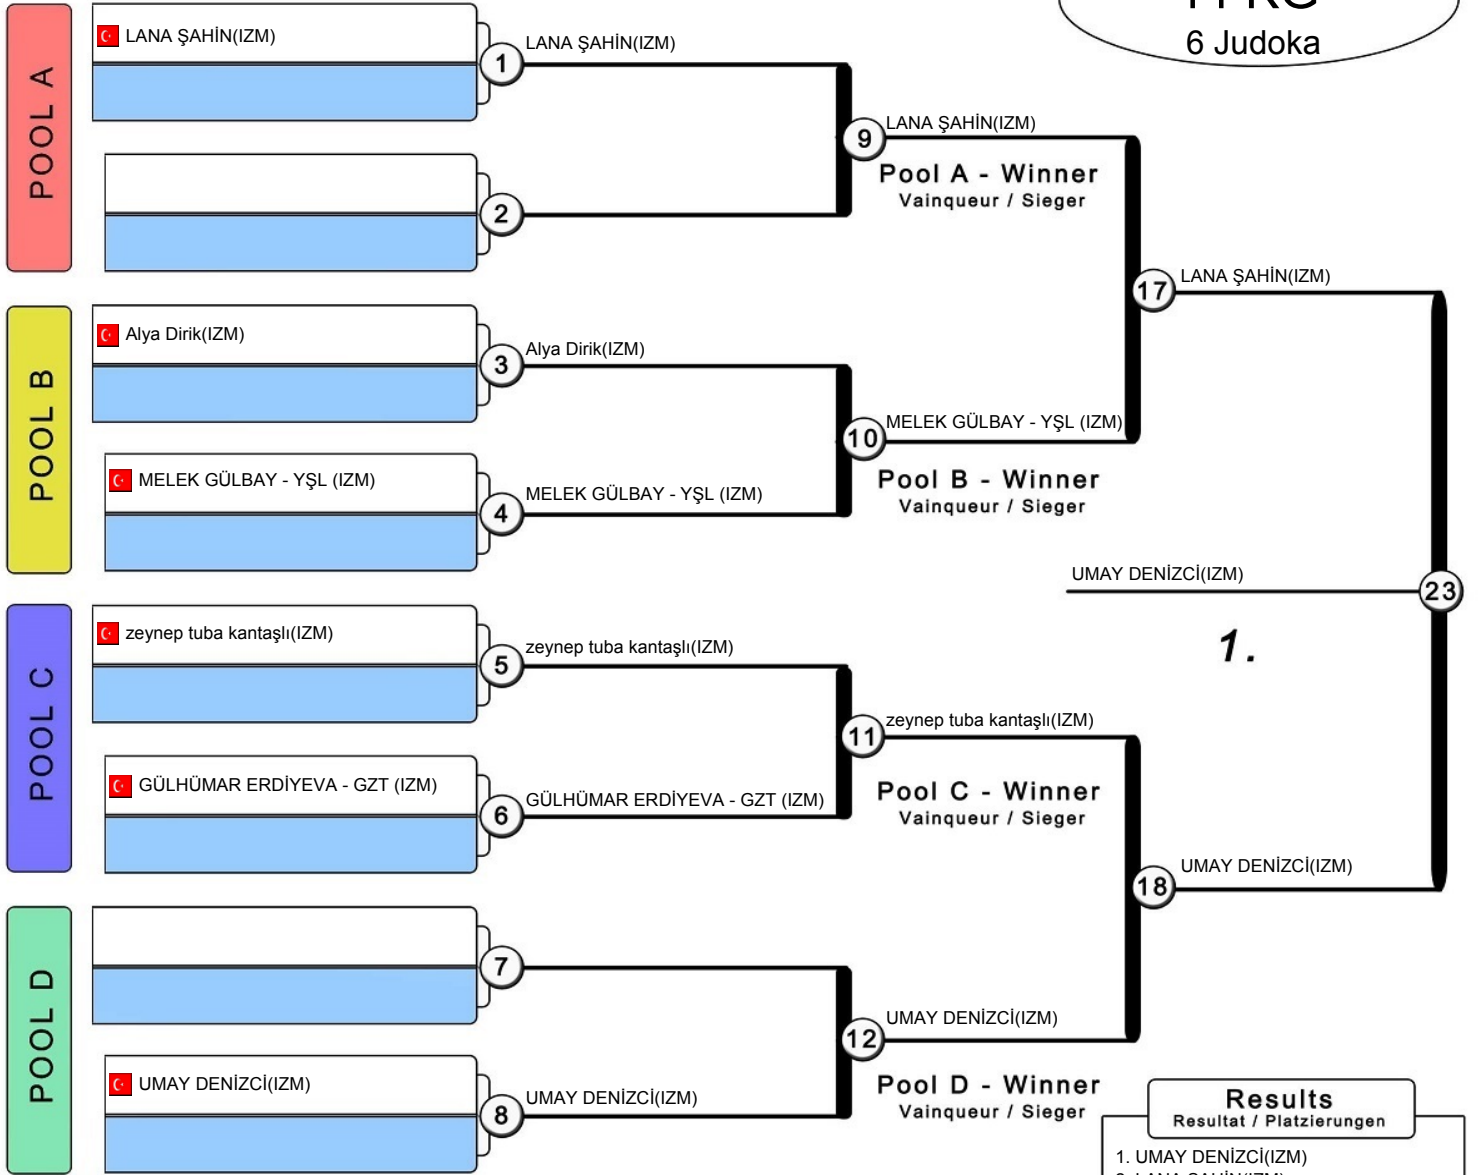 6 Judoka
POOL A
LANA ŞAHİN(IZM)
1
LANA ŞAHİN(IZM)
2
9
LANA ŞAHİN(IZM)
Pool A - Winner
Vainqueur / Sieger
17
LANA ŞAHİN(IZM)
POOL B
Alya Dirik(IZM)
3
Alya Dirik(IZM)
MELEK GÜLBAY - YŞL (IZM)
4
MELEK GÜLBAY - YŞL (IZM)
10
MELEK GÜLBAY - YŞL (IZM)
Pool B - Winner
Vainqueur / Sieger
UMAY DENİZCİ(IZM)
23
1.
POOL C
zeynep tuba kantaşlı(IZM)
5
zeynep tuba kantaşlı(IZM)
GÜLHÜMAR ERDİYEVA - GZT (IZM)
6
GÜLHÜMAR ERDİYEVA - GZT (IZM)
11
zeynep tuba kantaşlı(IZM)
Pool C - Winner
Vainqueur / Sieger
18
UMAY DENİZCİ(IZM)
POOL D
7
UMAY DENİZCİ(IZM)
8
UMAY DENİZCİ(IZM)
12
UMAY DENİZCİ(IZM)
Pool D - Winner
Vainqueur / Sieger
Results
Resultat / Platzierungen
1. UMAY DENİZCİ(IZM)